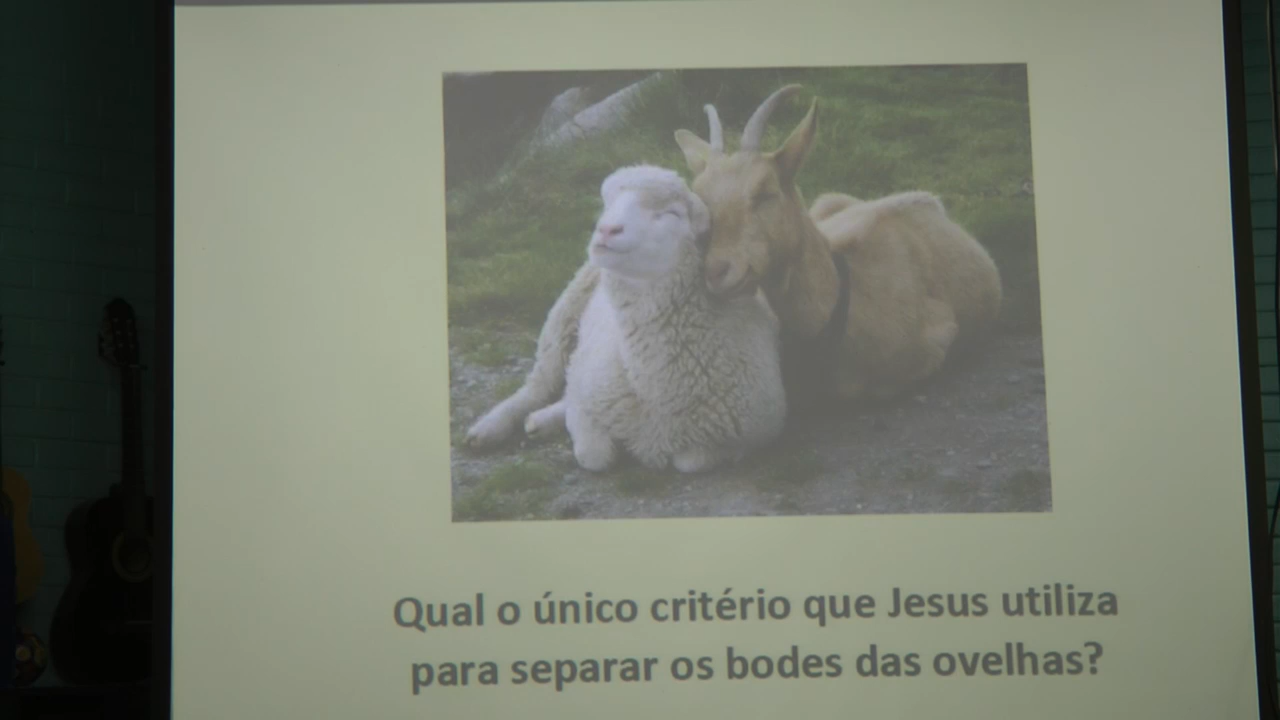 Qual o único critério que Jesus utiliza
para separar os bodes das ovelhas?